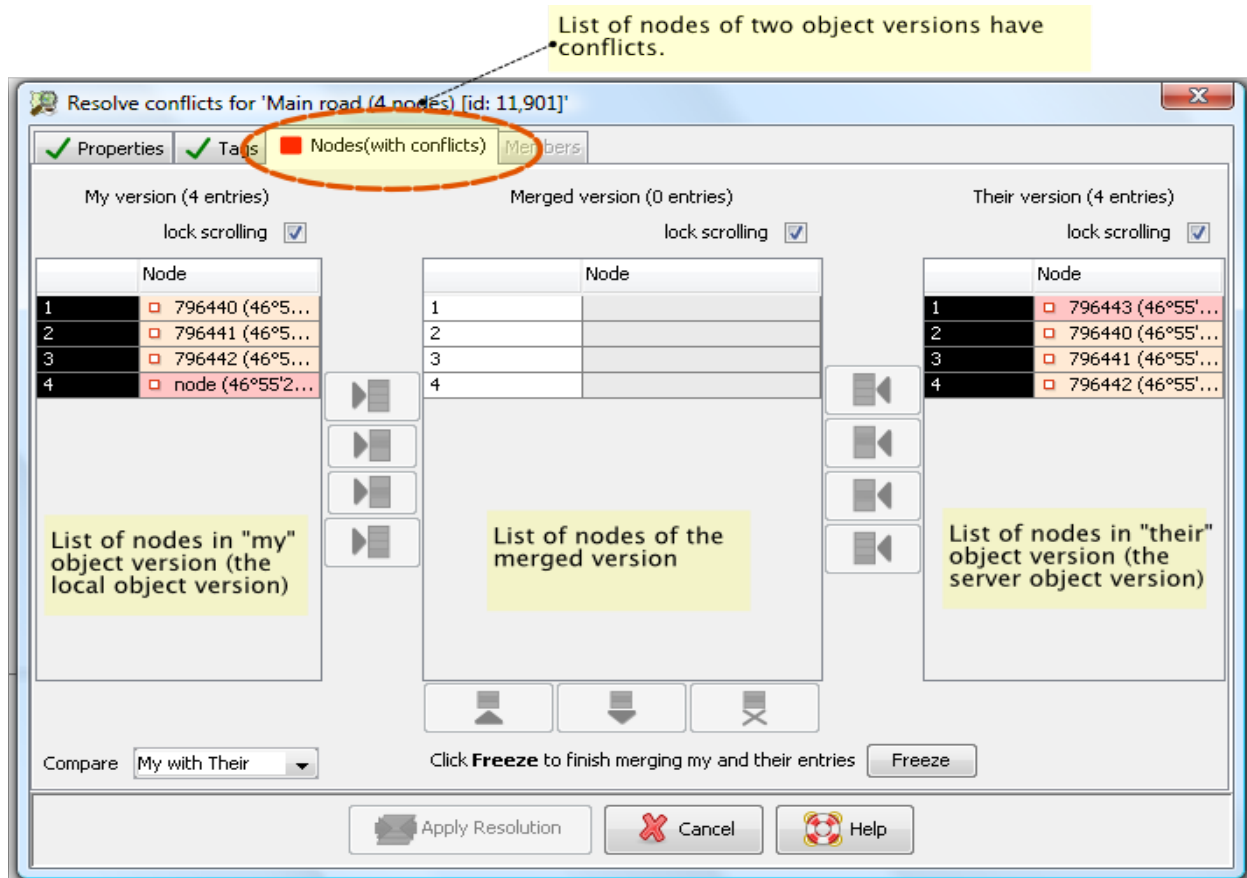 List of nodes of two object versions have
conflicts.
Resolve conflicts for 'Main road (4 nodes) [id: 11,901]'
Properties
Tags
Nodes(with conflicts)
Members
My version (4 entries)
Merged version (0 entries)
Their version (4 entries)
lock scrolling
lock scrolling
lock scrolling
Node
Node
Node
1 796440 (46°5...
2 796441 (46°5...
3 796442 (46°5...
4 node (46°55'2...
1
2
3
4
1 796443 (46°55'...
2 796440 (46°55'...
3 796441 (46°55'...
4 796442 (46°55'...
List of nodes in "my"
object version (the
local object version)
List of nodes of the
merged version
List of nodes in "their"
object version (the
server object version)
Compare My with Their
Click Freeze to finish merging my and their entries Freeze
Apply Resolution
Cancel
Help